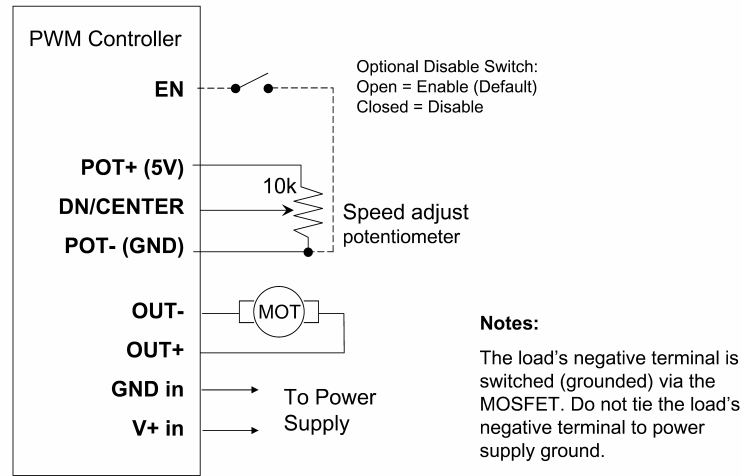 PWM Controller
EN
Optional Disable Switch:
Open = Enable (Default)
Closed = Disable
POT+ (5V)
10k
DN/CENTER
Speed adjust
potentiometer
POT- (GND)
OUT-
MOT
OUT+
GND in
V+ in
To Power
Supply
Notes:
The load's negative terminal is
switched (grounded) via the
MOSFET. Do not tie the load's
negative terminal to power
supply ground.